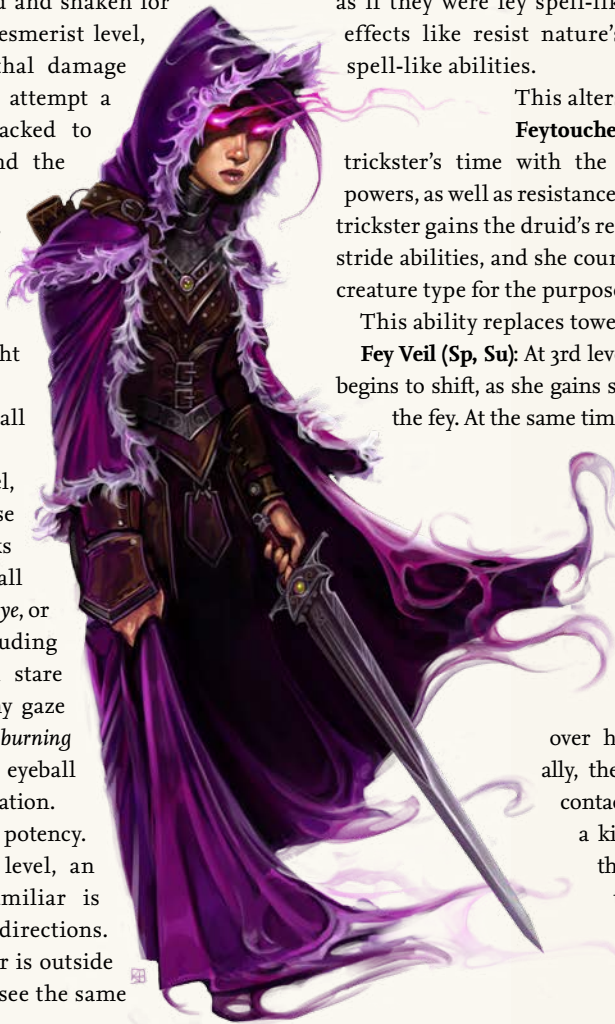 d and shaken for
esmerist level,
thal damage
attempt a
acked to
nd the
ht
all
el,
se
ks
all
ye, or
uding
stare
y gaze
burning
eyeball
ation.
potency.
level, an
amiliar is
directions.
r is outside
see the same
as if they were fey spell-lik
effects like resist nature's
spell-like abilities.
This alter
Feytouche
trickster's time with the
powers, as well as resistance
trickster gains the druid's re
stride abilities, and she coun
creature type for the purpose
This ability replaces towe
Fey Veil (Sp, Su): At 3rd lev
begins to shift, as she gains s
the fey. At the same tim
over h
ally, the
conta
a ki
th